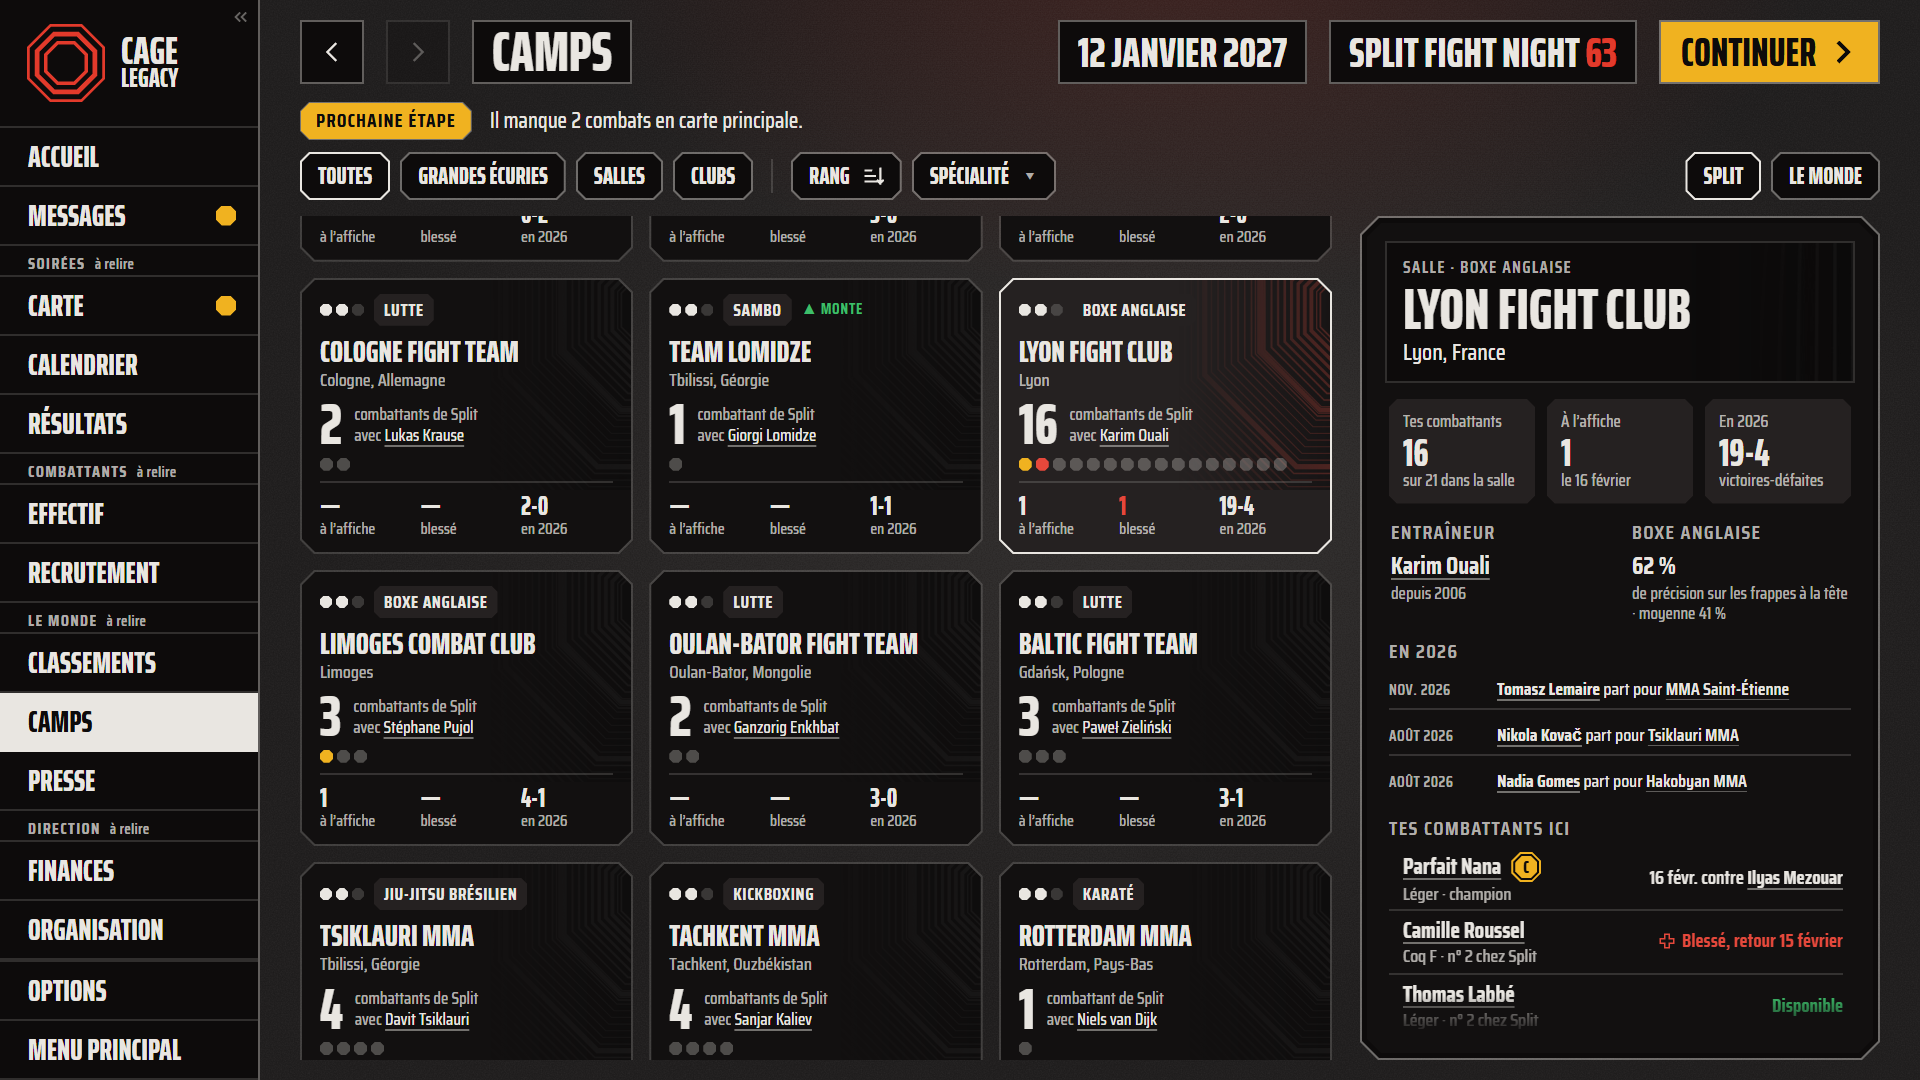 CAGE
LEGACY
ACCUEIL
MESSAGES
SOIRÉES à relire
CARTE
CALENDRIER
RÉSULTATS
COMBATTANTS à relire
EFFECTIF
RECRUTEMENT
LE MONDE à relire
CLASSEMENTS
CAMPS
PRESSE
DIRECTION à relire
FINANCES
ORGANISATION
OPTIONS
MENU PRINCIPAL
CAMPS
12 JANVIER 2027
SPLIT FIGHT NIGHT 63
CONTINUER
PROCHAINE ÉTAPE Il manque 2 combats en carte principale.
TOUTES GRANDES ÉCURIES SALLES CLUBS RANG SPÉCIALITÉ SPLIT LE MONDE
à l'affiche blessé en 2026
à l'affiche blessé en 2026
à l'affiche blessé en 2026
LUTTE
COLOGNE FIGHT TEAM
Cologne, Allemagne
2 combattants de Split
avec Lukas Krause
— — 2-0
à l'affiche blessé en 2026
SAMBO ▲ MONTE
TEAM LOMIDZE
Tbilissi, Géorgie
1 combattant de Split
avec Giorgi Lomidze
— — 1-1
à l'affiche blessé en 2026
BOXE ANGLAISE
LYON FIGHT CLUB
Lyon
16 combattants de Split
avec Karim Ouali
1 1 19-4
à l'affiche blessé en 2026
BOXE ANGLAISE
LIMOGES COMBAT CLUB
Limoges
3 combattants de Split
avec Stéphane Pujol
1 — 4-1
à l'affiche blessé en 2026
LUTTE
OULAN-BATOR FIGHT TEAM
Oulan-Bator, Mongolie
2 combattants de Split
avec Ganzorig Enkhbat
— — 3-0
à l'affiche blessé en 2026
LUTTE
BALTIC FIGHT TEAM
Gdańsk, Pologne
3 combattants de Split
avec Paweł Zieliński
— — 3-1
à l'affiche blessé en 2026
JIU-JITSU BRÉSILIEN
TSIKLAURI MMA
Tbilissi, Géorgie
4 combattants de Split
avec Davit Tsiklauri
KICKBOXING
TACHKENT MMA
Tachkent, Ouzbékistan
4 combattants de Split
avec Sanjar Kaliev
KARATÉ
ROTTERDAM MMA
Rotterdam, Pays-Bas
1 combattant de Split
avec Niels van Dijk
SALLE · BOXE ANGLAISE
LYON FIGHT CLUB
Lyon, France
Tes combattants
16
sur 21 dans la salle
À l'affiche
1
le 16 février
En 2026
19-4
victoires-défaites
ENTRAÎNEUR
Karim Ouali
depuis 2006
BOXE ANGLAISE
62 %
de précision sur les frappes à la tête
· moyenne 41 %
EN 2026
NOV. 2026 Tomasz Lemaire part pour MMA Saint-Étienne
AOÛT 2026 Nikola Kovač part pour Tsiklauri MMA
AOÛT 2026 Nadia Gomes part pour Hakobyan MMA
TES COMBATTANTS ICI
Parfait Nana C
Léger · champion
16 févr. contre Ilyas Mezouar
Camille Roussel
Coq F · n° 2 chez Split
Blessé, retour 15 février
Thomas Labbé
Léger · n° 2 chez Split
Disponible